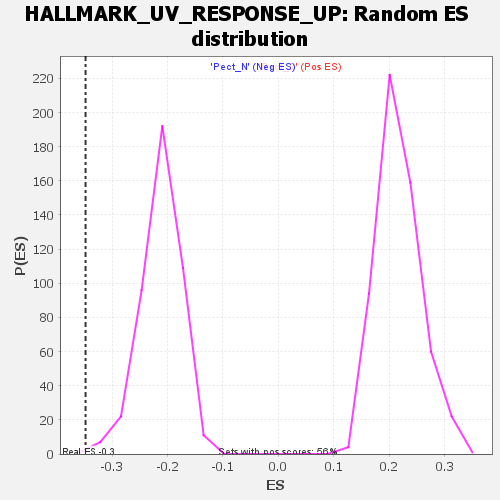 HALLMARK_UV_RESPONSE_UP: Random ES
distribution
'Pect_N' (Neg ES)' (Pos ES)
220
200
180
160
140
120
100
80
60
40
20
0
P(ES)
Real ES -0.3
Sets with pos scores: 56%
-0.3 -0.2 -0.1 0.0 0.1 0.2 0.3
ES